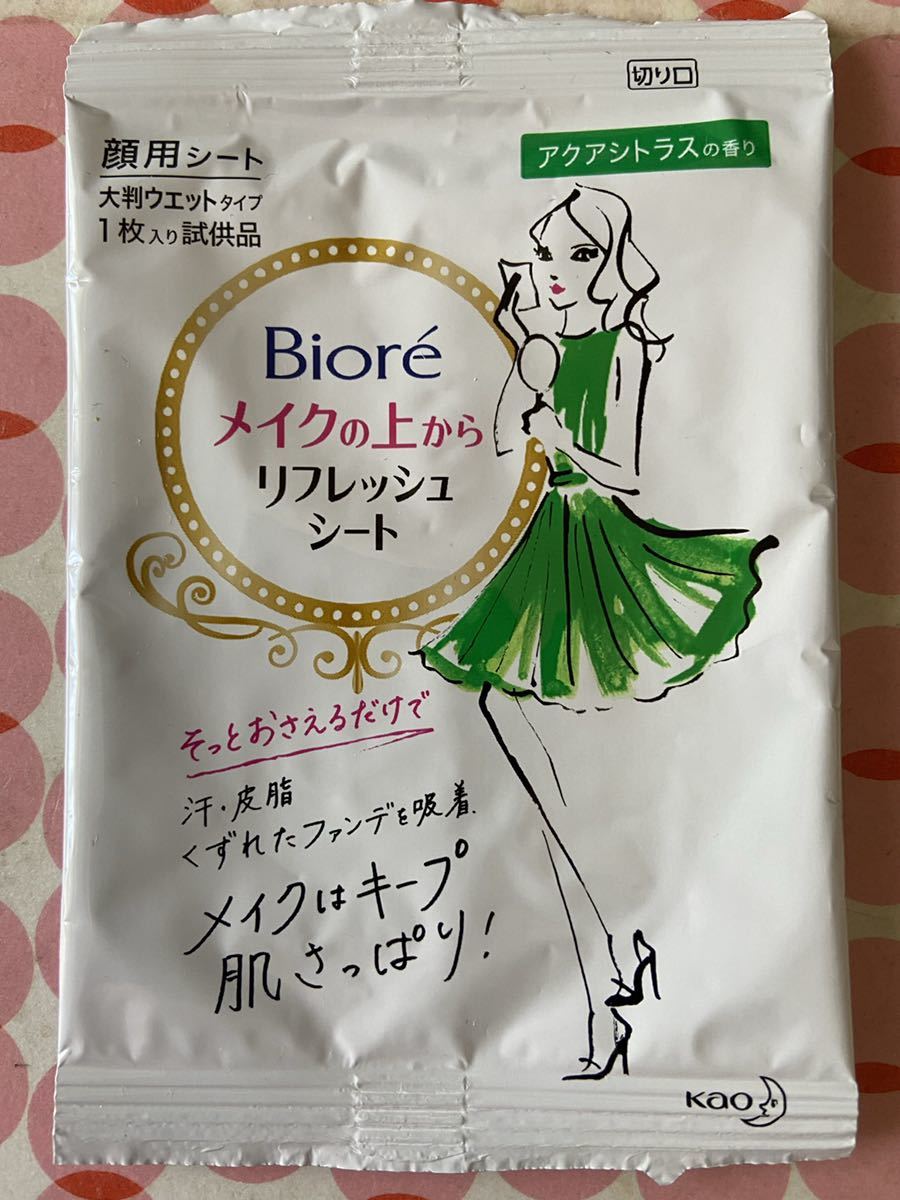 切り口
顔用シート
大判ウエットタイプ
1枚入り試供品
アクアシトラスの香り
Bioré
メイクの上から
リフレッシュ
シート
そっとおさえるだけで
汗・皮脂
くずれたファンデを吸着
メイクはキープ
肌さっぱり!
Kao